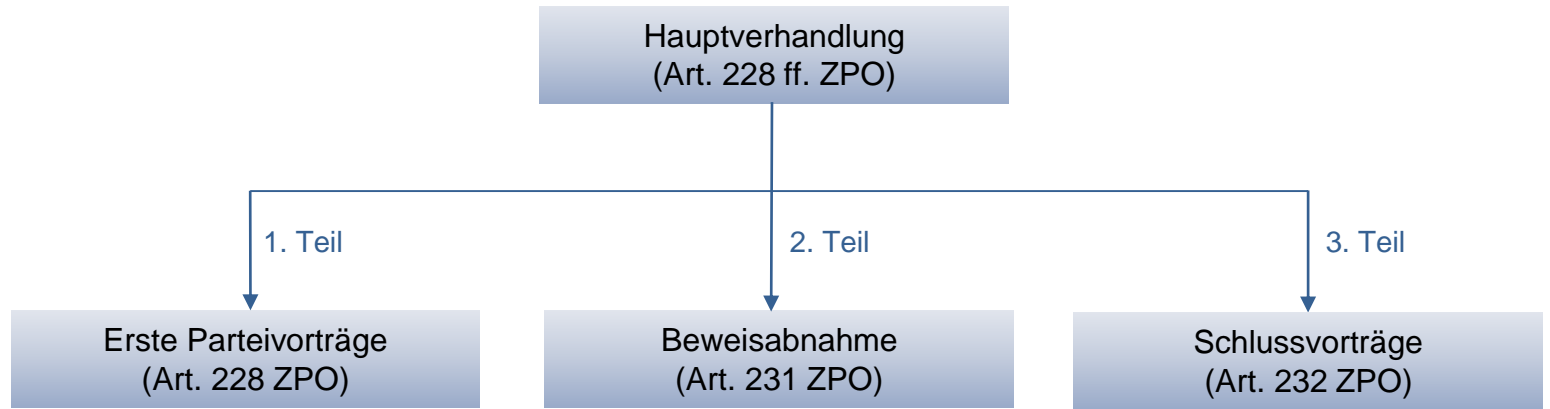 Hauptverhandlung
(Art. 228 ff. ZPO)
1. Teil
2. Teil
3. Teil
Erste Parteivorträge
(Art. 228 ZPO)
Beweisabnahme
(Art. 231 ZPO)
Schlussvorträge
(Art. 232 ZPO)